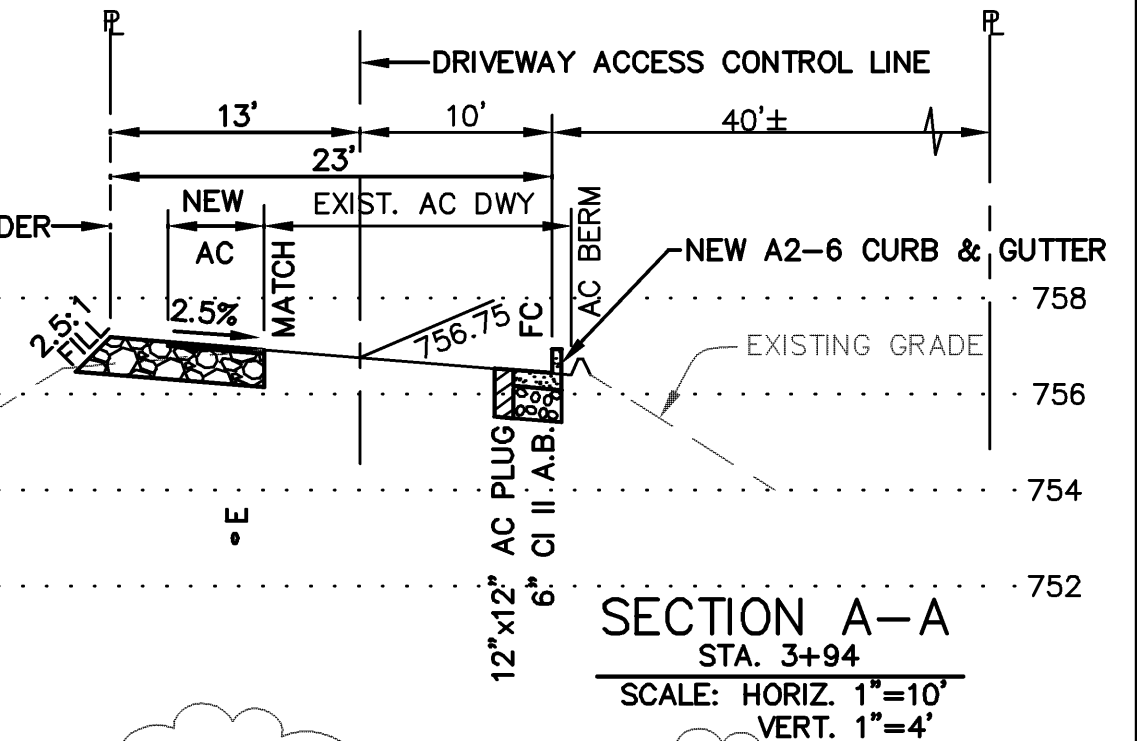 PL PL
DRIVEWAY ACCESS CONTROL LINE
13' 10' 40'±
23'
NEW
AC
EXIST. AC DWY
DER
MATCH
FC
AC BERM
NEW A2-6 CURB & GUTTER
2.5:1
FILL
2.5%
756.75
758
EXISTING GRADE
756
754
E
12"x12" AC PLUG
6" CI II A.B.
752
SECTION A-A
STA. 3+94
SCALE: HORIZ. 1"=10'
VERT. 1"=4'